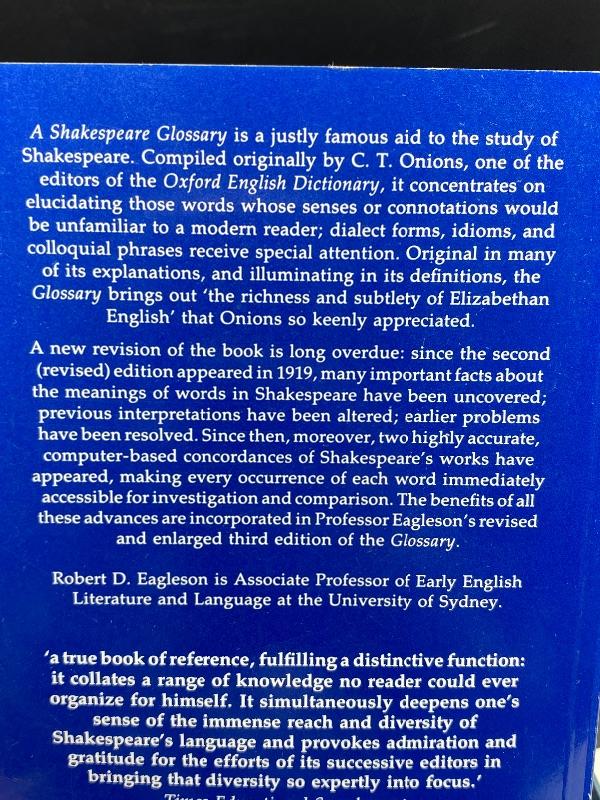 A Shakespeare Glossary is a justly famous aid to the study of
Shakespeare. Compiled originally by C. T. Onions, one of the
editors of the Oxford English Dictionary, it concentrates on
elucidating those words whose senses or connotations would
be unfamiliar to a modern reader; dialect forms, idioms, and
colloquial phrases receive special attention. Original in many
of its explanations, and illuminating in its definitions, the
Glossary brings out ‘the richness and subtlety of Elizabethan
English’ that Onions so keenly appreciated.
A new revision of the book is long overdue: since the second
(revised) edition appeared in 1919, many important facts about
the meanings of words in Shakespeare have been uncovered;
previous interpretations have been altered; earlier problems
have been resolved. Since then, moreover, two highly accurate,
computer-based concordances of Shakespeare’s works have
appeared, making every occurrence of each word immediately
accessible for investigation and comparison. The benefits of all
these advances are incorporated in Professor Eagleson’s revised
and enlarged third edition of the Glossary.
Robert D. Eagleson is Associate Professor of Early English
Literature and Language at the University of Sydney.
‘a true book of reference, fulfilling a distinctive function:
it collates a range of knowledge no reader could ever
organize for himself. It simultaneously deepens one’s
sense of the immense reach and diversity of
Shakespeare’s language and provokes admiration and
gratitude for the efforts of its successive editors in
bringing that diversity so expertly into focus.’
Times Educational